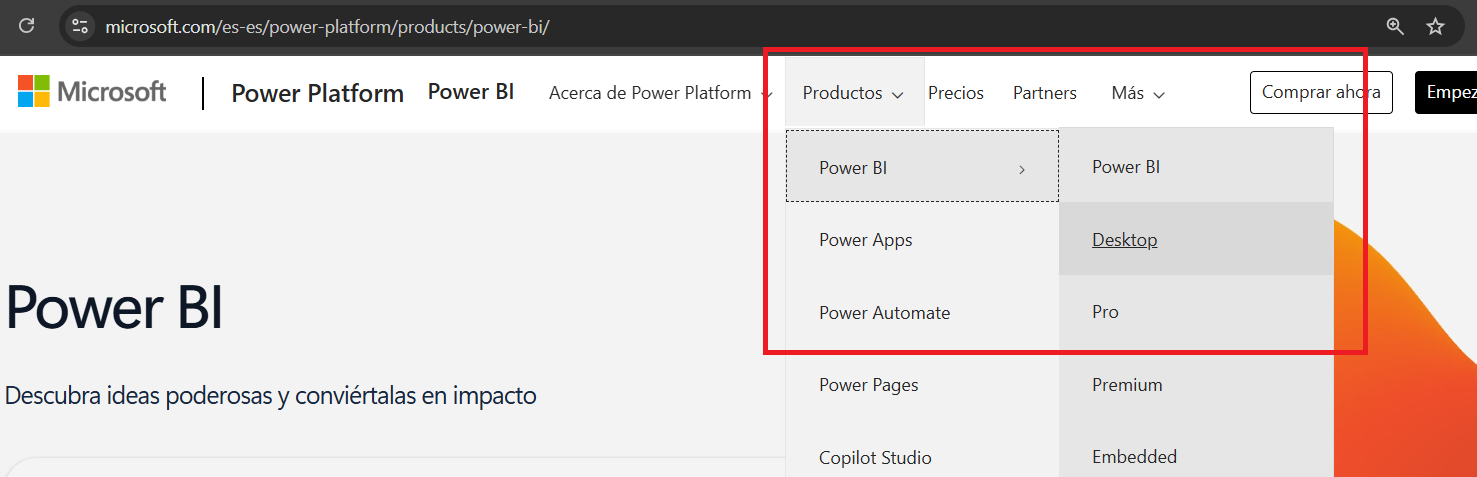 microsoft.com/es-es/power-platform/products/power-bi/
Microsoft Power Platform Power BI Acerca de Power Platform Productos Precios Partners Más Comprar ahora Empez
Power BI
Power Apps
Power Automate
Power Pages
Copilot Studio
Power BI
Desktop
Pro
Premium
Embedded
Power BI
Descubra ideas poderosas y conviértalas en impacto